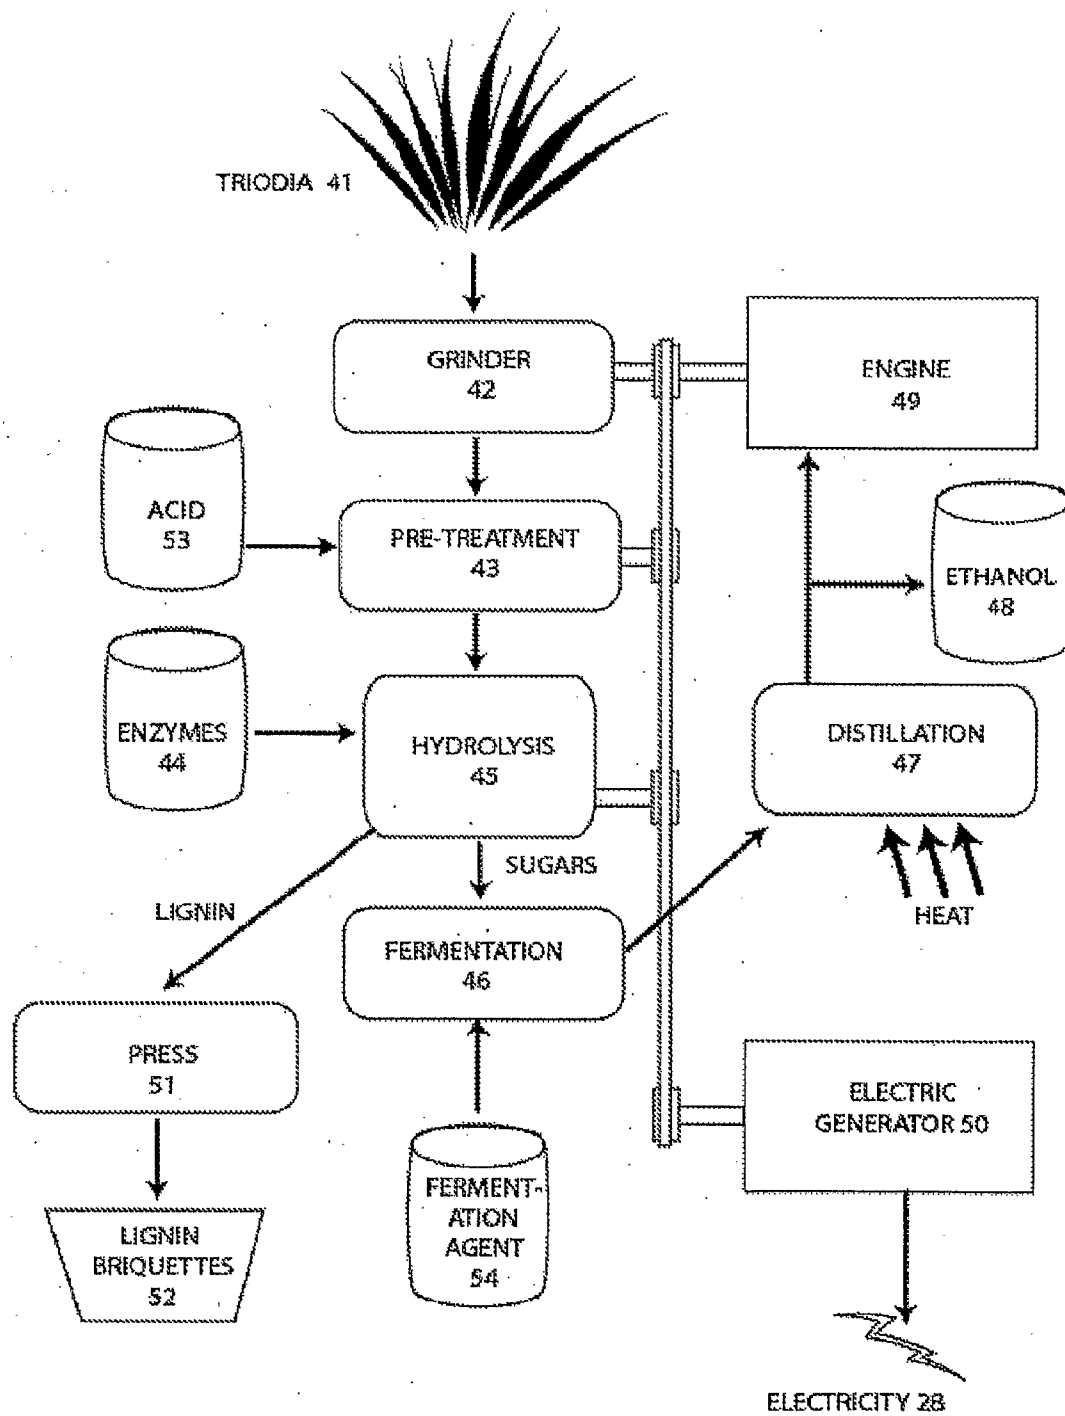 TRIODIA 41
GRINDER
42
ENGINE
49
ACID
53
PRE-TREATMENT
43
ETHANOL
48
ENZYMES
44
HYDROLYSIS
45
DISTILLATION
47
SUGARS
LIGNIN
HEAT
FERMENTATION
46
PRESS
51
ELECTRIC
GENERATOR 50
FERMENT-
ATION
AGENT
54
LIGNIN
BRIQUETTES
52
ELECTRICITY 28